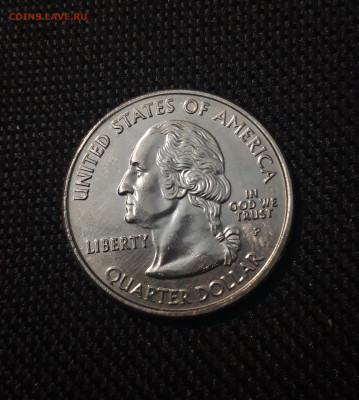 COINS.LAVE.RU
UNITED STATES OF AMERICA
LIBERTY
IN
GOD WE
TRUST
P
QUARTER DOLLAR